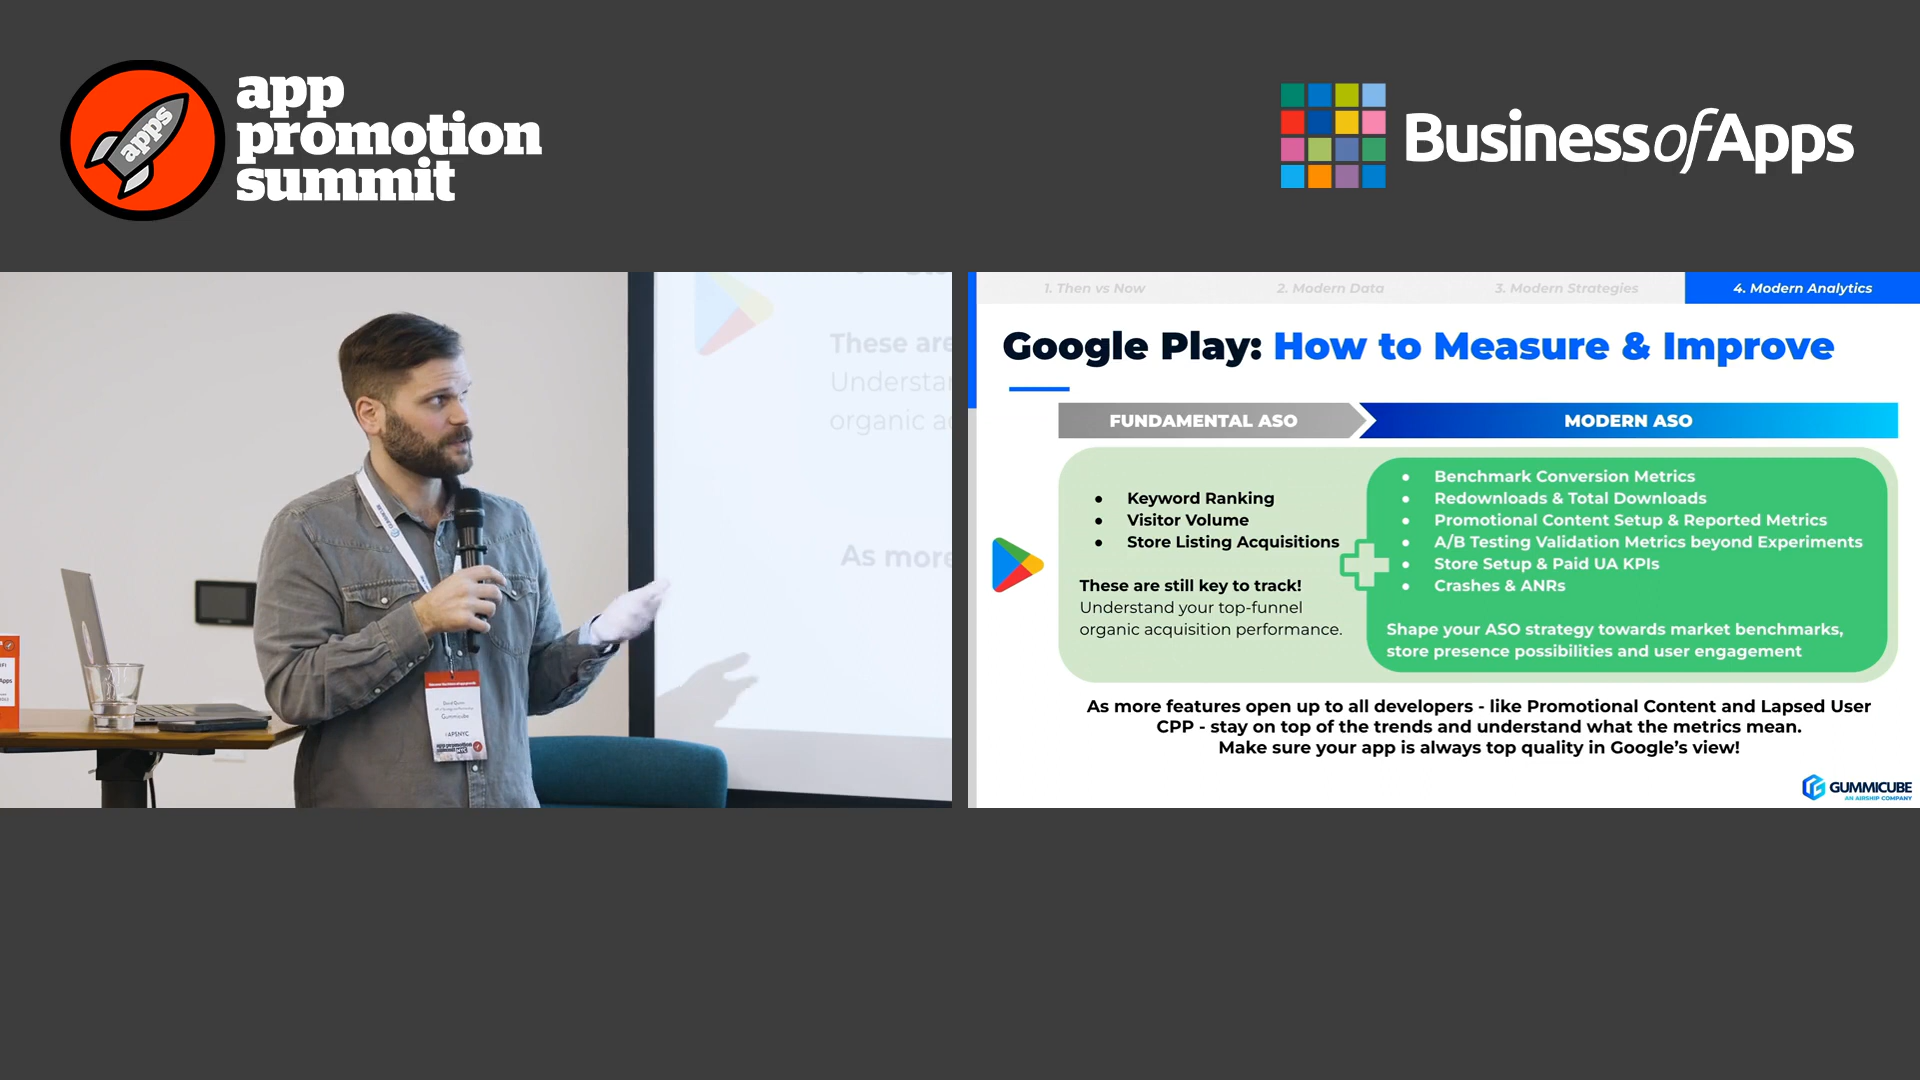 apps
app
promotion
summit
BusinessofApps
These are
Understa
organic a
As more
Gummicube
#APSNYC
app promotion
1. Then vs Now
2. Modern Data
3. Modern Strategies
4. Modern Analytics
Google Play: How to Measure & Improve
FUNDAMENTAL ASO
MODERN ASO
• Keyword Ranking
• Visitor Volume
• Store Listing Acquisitions
These are still key to track!
Understand your top-funnel
organic acquisition performance.
• Benchmark Conversion Metrics
• Redownloads & Total Downloads
• Promotional Content Setup & Reported Metrics
• A/B Testing Validation Metrics beyond Experiments
• Store Setup & Paid UA KPIs
• Crashes & ANRs
Shape your ASO strategy towards market benchmarks,
store presence possibilities and user engagement
As more features open up to all developers - like Promotional Content and Lapsed User
CPP - stay on top of the trends and understand what the metrics mean.
Make sure your app is always top quality in Google's view!
GUMMICUBE
AN AIRSHIP COMPANY